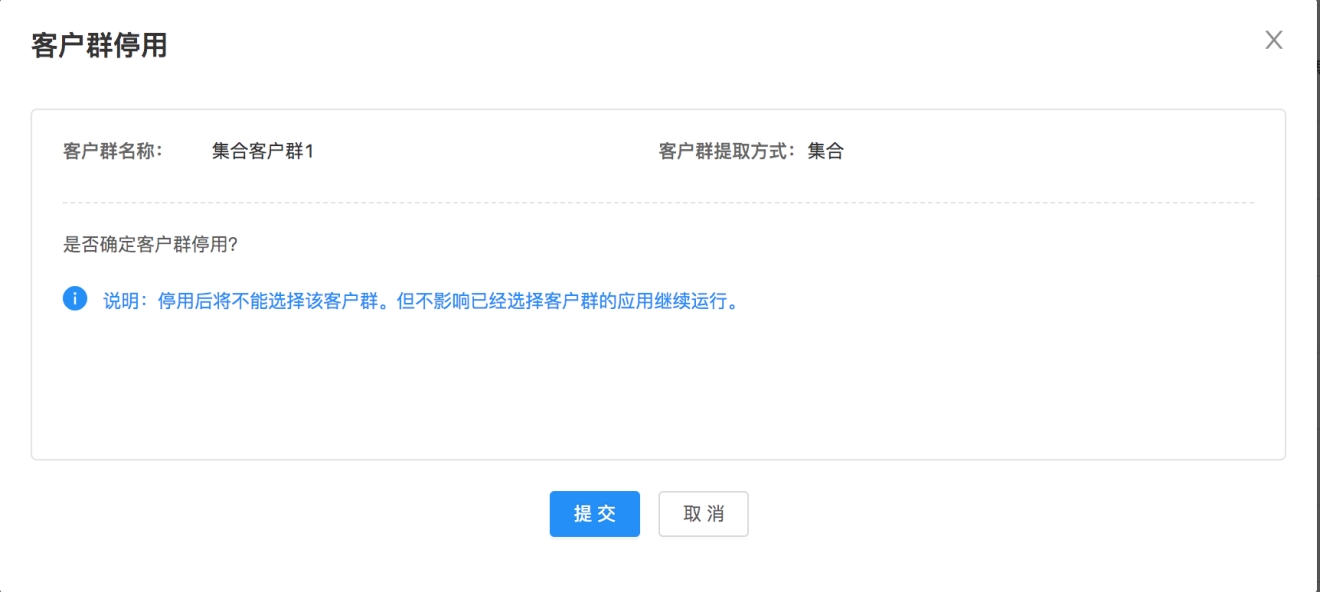 客户群停用
客户群名称： 集合客户群1 客户群提取方式： 集合
是否确定客户群停用?
说明：停用后将不能选择该客户群。但不影响已经选择客户群的应用继续运行。
提 交 取 消